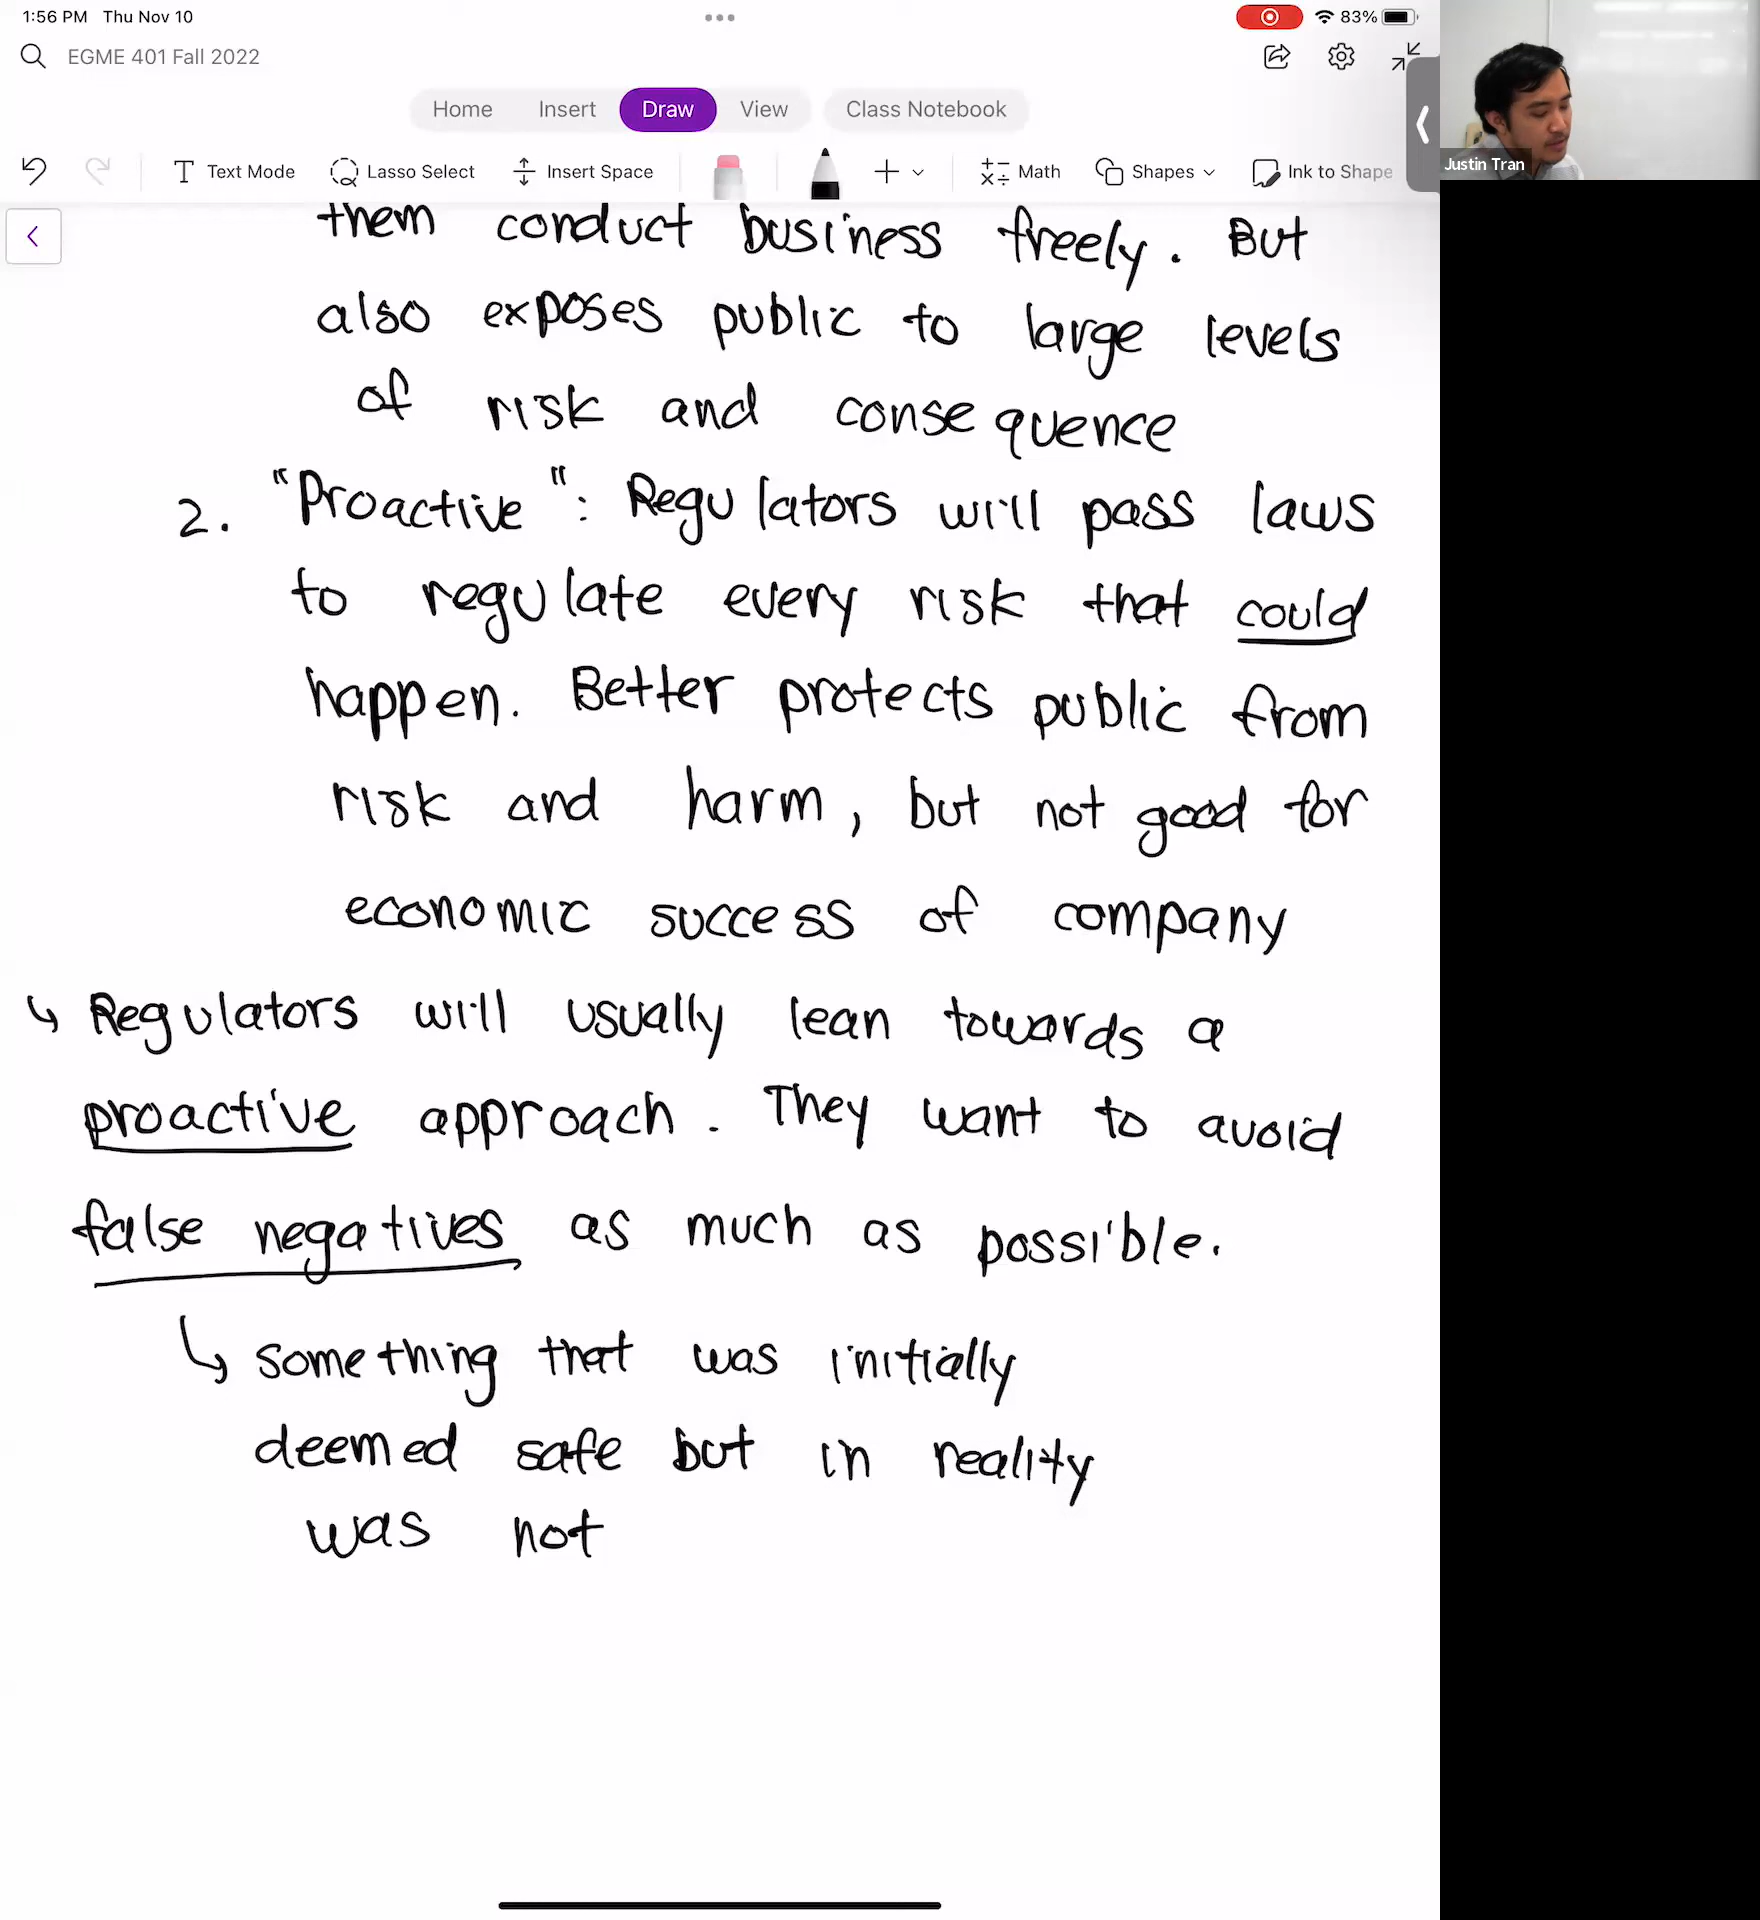 1:56 PM Thu Nov 10
83%
EGME 401 Fall 2022
Home Insert Draw View Class Notebook
Text Mode Lasso Select Insert Space Math Shapes Ink to Shape
Justin Tran
them conduct business freely. But
also exposes public to large levels
of risk and consequence
2. "Proactive": Regulators will pass laws
to regulate every risk that could
happen. Better protects public from
risk and harm, but not good for
economic success of company
↳ Regulators will usually lean towards a
proactive approach. They want to avoid
false negatives as much as possible.
↳ something that was initially
deemed safe but in reality
was not